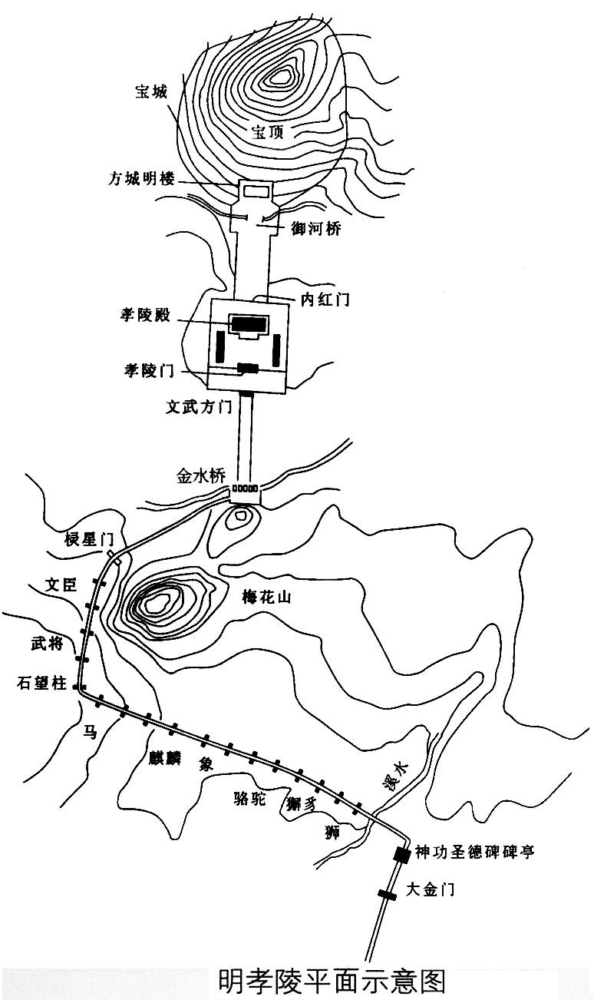 宝城
宝顶
方城明楼
御河桥
内红门
孝陵殿
孝陵门
文武方门
金水桥
棂星门
文臣
梅花山
武将
石望柱
马
麒麟
象
溪水
骆驼
獬豸
狮
神功圣德碑碑亭
大金门
明孝陵平面示意图